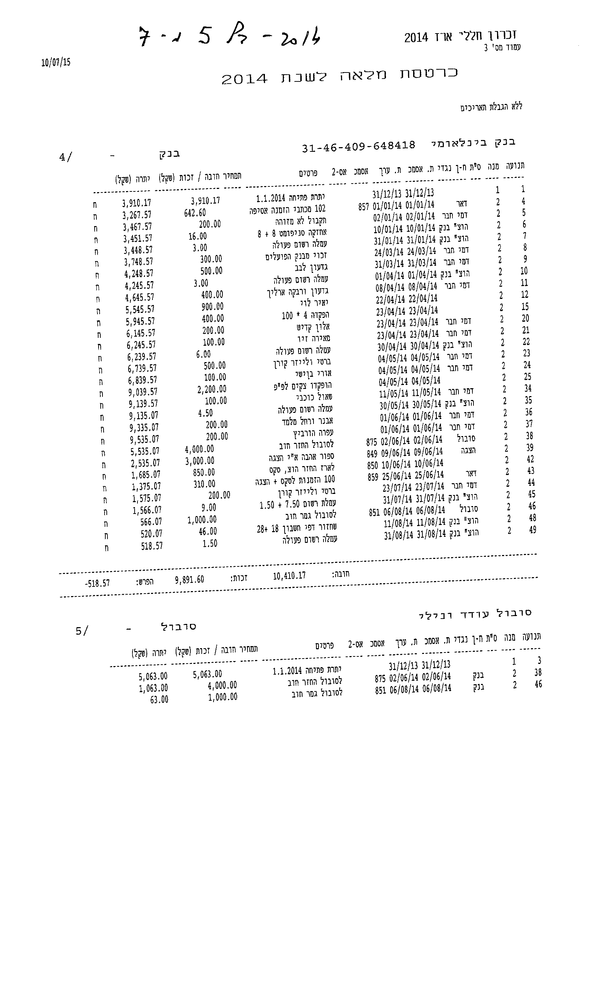 2014 - דף 5 מ-7
זכרון חללי ארז 2014
עמוד מס' 3
10/07/15
כרטסת מלאה לשנת 2014
ללא הגבלת תאריכים
בנק בינלאומי 31-46-409-648418 בנק - 4/
תנועה מנה ס"ת ח-ן נגדי ת. אסמכ ת. ערך אסמכ אס-2 פרטים תמחיר חובה / זכות (שקל) יתרה (שקל)
1 1 31/12/13 31/12/13 יתרת פתיחה 1.1.2014 3,910.17 3,910.17 ח
4 2 דאר 01/01/14 01/01/14 857 102 מכתבי הזמנה אסיפה 642.60 3,267.57 ח
5 2 דמי חבר 02/01/14 02/01/14 תקבול לא מזוהה 200.00 3,467.57 ח
6 2 הוצ" בנק 10/01/14 10/01/14 אחזקה סניפומט 8 + 8 16.00 3,451.57 ח
7 2 הוצ" בנק 31/01/14 31/01/14 עמלה רשום פעולה 3.00 3,448.57 ח
8 2 דמי חבר 24/03/14 24/03/14 זכוי מבנק הפועלים 300.00 3,748.57 ח
9 2 דמי חבר 31/03/14 31/03/14 גדעון לבב 500.00 4,248.57 ח
10 2 הוצ" בנק 01/04/14 01/04/14 עמלה רשום פעולה 3.00 4,245.57 ח
11 2 דמי חבר 08/04/14 08/04/14 גדעון ורבקה ארליך 400.00 4,645.57 ח
12 2 22/04/14 22/04/14 יאיר לוי 900.00 5,545.57 ח
15 2 23/04/14 23/04/14 הפקדה 4 * 100 400.00 5,945.57 ח
20 2 דמי חבר 23/04/14 23/04/14 אלון קדיש 200.00 6,145.57 ח
21 2 דמי חבר 23/04/14 23/04/14 מאירה זיו 100.00 6,245.57 ח
22 2 הוצ" בנק 30/04/14 30/04/14 עמלה רשום פעולה 6.00 6,239.57 ח
23 2 דמי חבר 04/05/14 04/05/14 ברטי ולייזר קורן 500.00 6,739.57 ח
24 2 דמי חבר 04/05/14 04/05/14 אורי בןישי 100.00 6,839.57 ח
25 2 04/05/14 04/05/14 הופקדו צקים לפ"פ 2,200.00 9,039.57 ח
34 2 דמי חבר 11/05/14 11/05/14 שאול כוכבי 100.00 9,139.57 ח
35 2 הוצ" בנק 30/05/14 30/05/14 עמלה רשום פעולה 4.50 9,135.07 ח
36 2 דמי חבר 01/06/14 01/06/14 אבנר ורחל מלמד 200.00 9,335.07 ח
37 2 דמי חבר 01/06/14 01/06/14 עפרה הורביץ 200.00 9,535.07 ח
38 2 סובול 02/06/14 02/06/14 875 לסובול החזר חוב 4,000.00 5,535.07 ח
39 2 הצגה 09/06/14 09/06/14 849 ספור אהבה א"י הצגה 3,000.00 2,535.07 ח
42 2 10/06/14 10/06/14 850 לארז החזר הוצ, טקס 850.00 1,685.07 ח
43 2 דאר 25/06/14 25/06/14 859 100 הזמנות לטקס + הצגה 310.00 1,375.07 ח
44 2 דמי חבר 23/07/14 23/07/14 ברטי ולייזר קורן 200.00 1,575.07 ח
45 2 הוצ" בנק 31/07/14 31/07/14 עמלת רשום 7.50 + 1.50 9.00 1,566.07 ח
46 2 סובול 06/08/14 06/08/14 851 לסובול גמר חוב 1,000.00 566.07 ח
48 2 הוצ" בנק 11/08/14 11/08/14 שחזור דפי חשבון 18 +28 46.00 520.07 ח
49 2 הוצ" בנק 31/08/14 31/08/14 עמלה רשום פעולה 1.50 518.57 ח
חובה: 10,410.17 זכות: 9,891.60 הפרש: 518.57-
סובול עודד ונילי סובול - 5/
תנועה מנה ס"ת ח-ן נגדי ת. אסמכ ת. ערך אסמכ אס-2 פרטים תמחיר חובה / זכות (שקל) יתרה (שקל)
3 1 31/12/13 31/12/13 יתרת פתיחה 1.1.2014 5,063.00 5,063.00
38 2 בנק 02/06/14 02/06/14 875 לסובול החזר חוב 4,000.00 1,063.00
46 2 בנק 06/08/14 06/08/14 851 לסובול גמר חוב 1,000.00 63.00